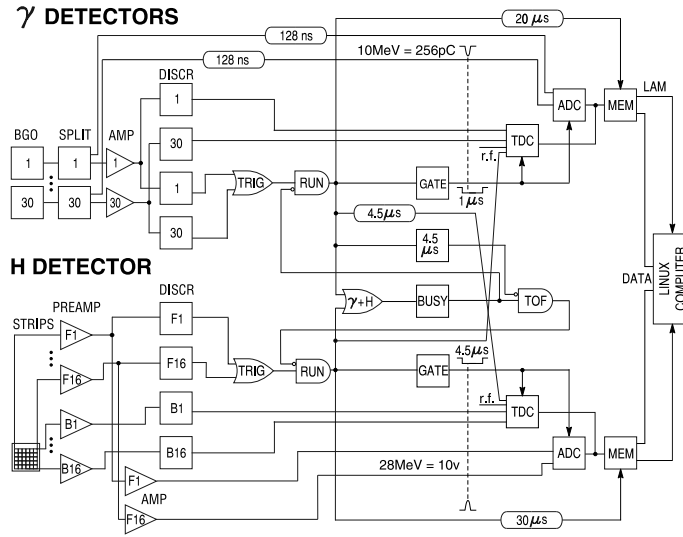 γ DETECTORS
20 μs
128 ns
10MeV = 256pC
128 ns
DISCR
LAM
BGO SPLIT AMP
1
ADC MEM
1 1 1
30
TDC
r.f.
30 30 30
1
TRIG RUN
GATE
1 μs
30
4.5 μs
4.5 μs
H DETECTOR
DISCR
PREAMP
γ+H BUSY TOF
DATA
LINUX COMPUTER
STRIPS
F1
F1
4.5 μs
F16
F16
TRIG RUN
GATE
r.f.
TDC
B1
B1
B16
B16
28MeV = 10v
ADC MEM
F1
AMP
F16
30 μs